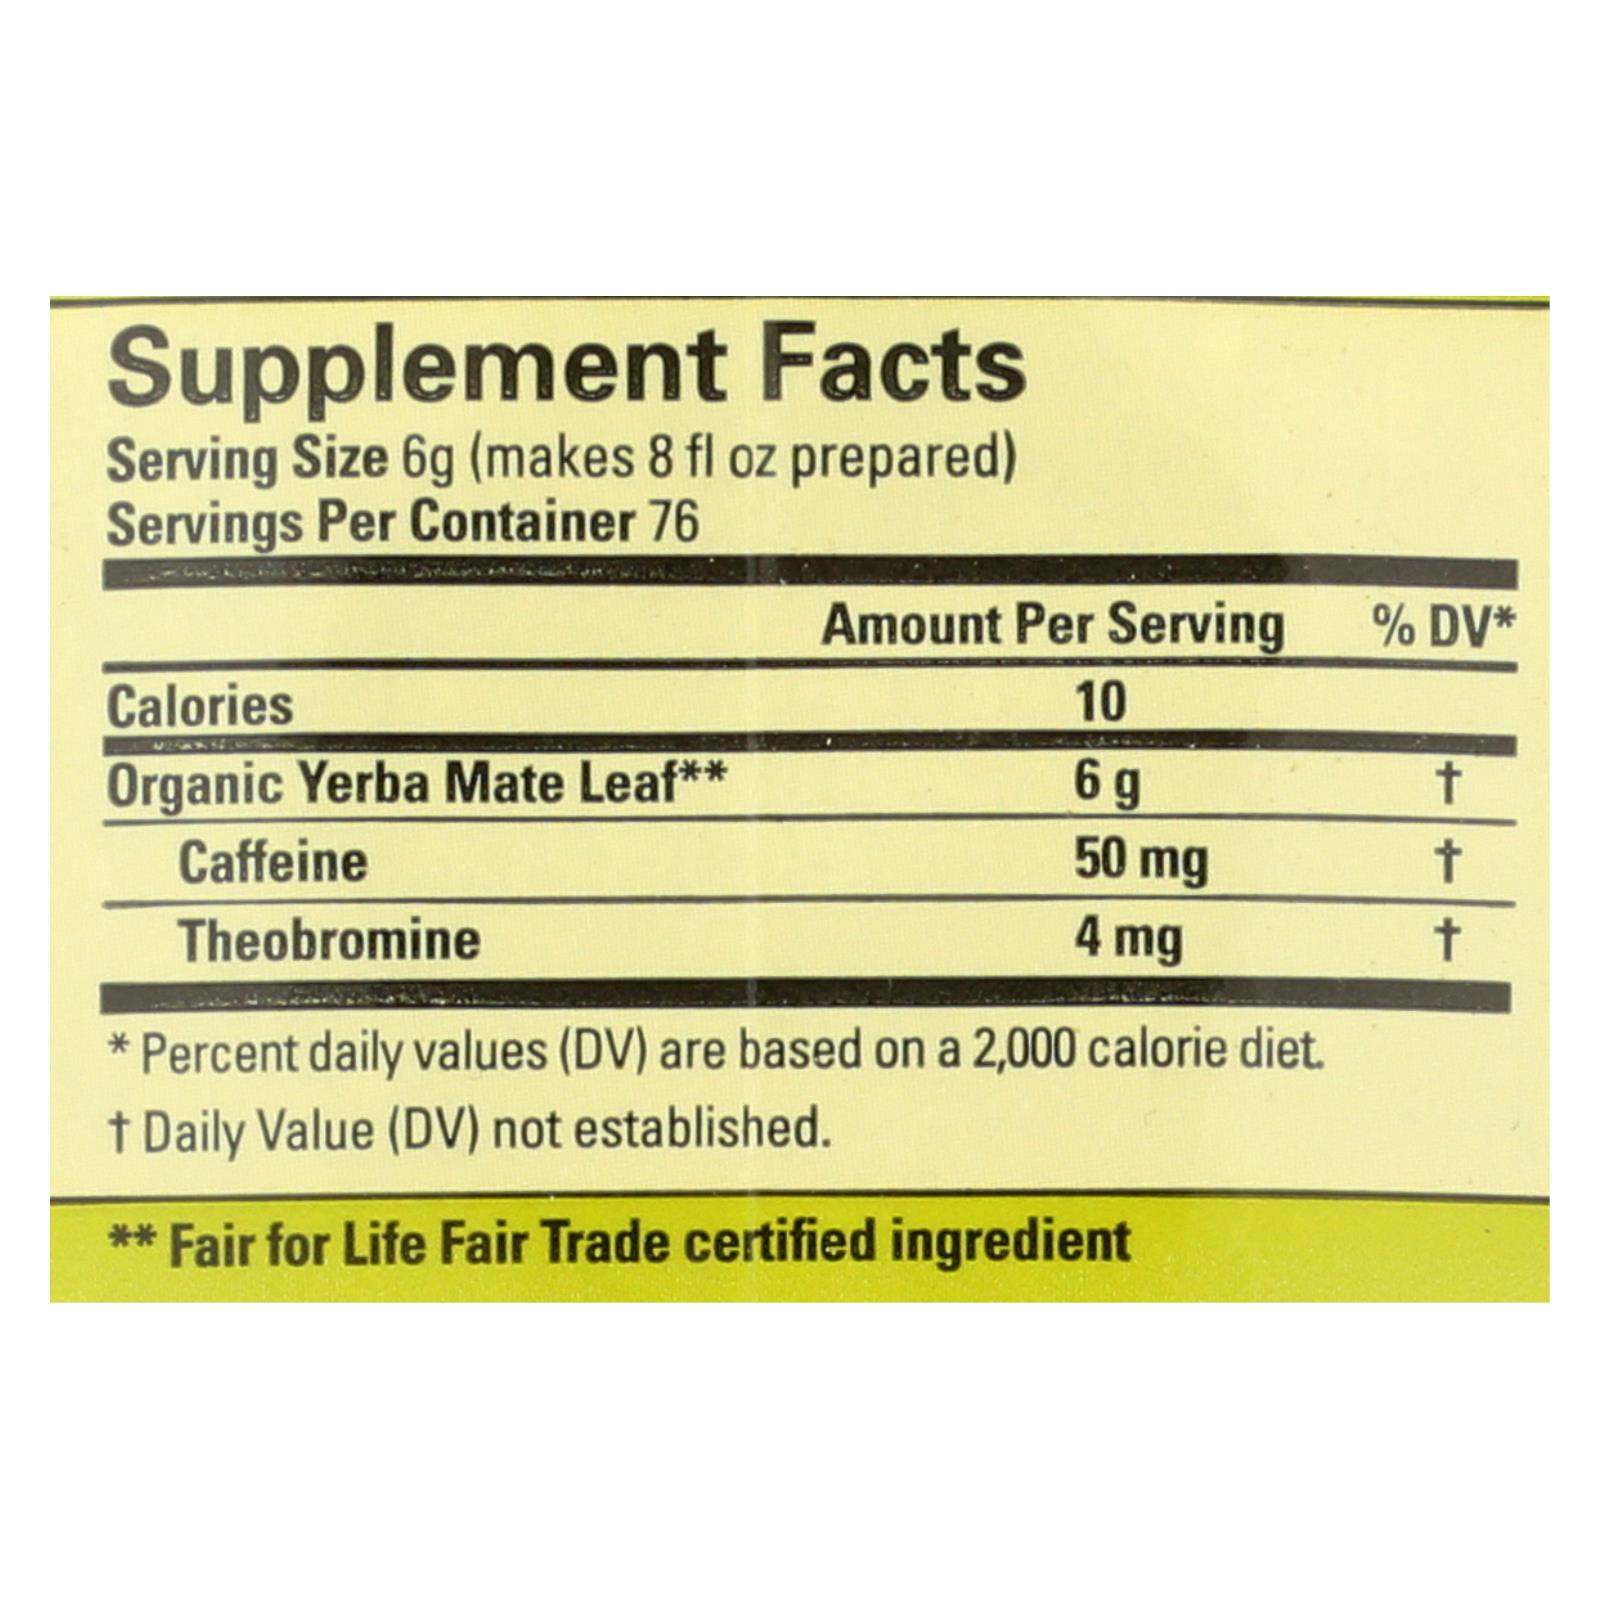 Supplement Facts
Serving Size 6g (makes 8 fl oz prepared)
Servings Per Container 76
Amount Per Serving % DV*
Calories 10
Organic Yerba Mate Leaf** 6 g †
Caffeine 50 mg †
Theobromine 4 mg †
* Percent daily values (DV) are based on a 2,000 calorie diet.
† Daily Value (DV) not established.
** Fair for Life Fair Trade certified ingredient